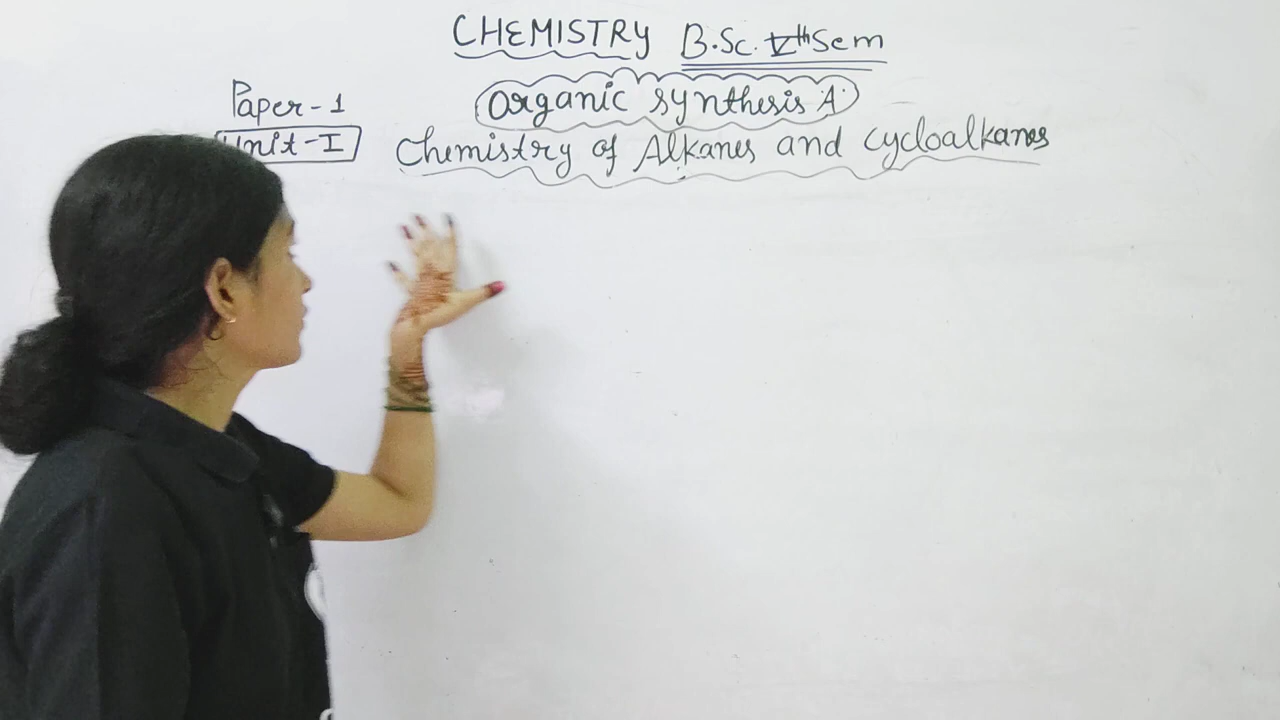 CHEMISTRY B.Sc. Vth Sem
Organic synthesis A
Paper-1
Unit-I Chemistry of Alkanes and cycloalkanes